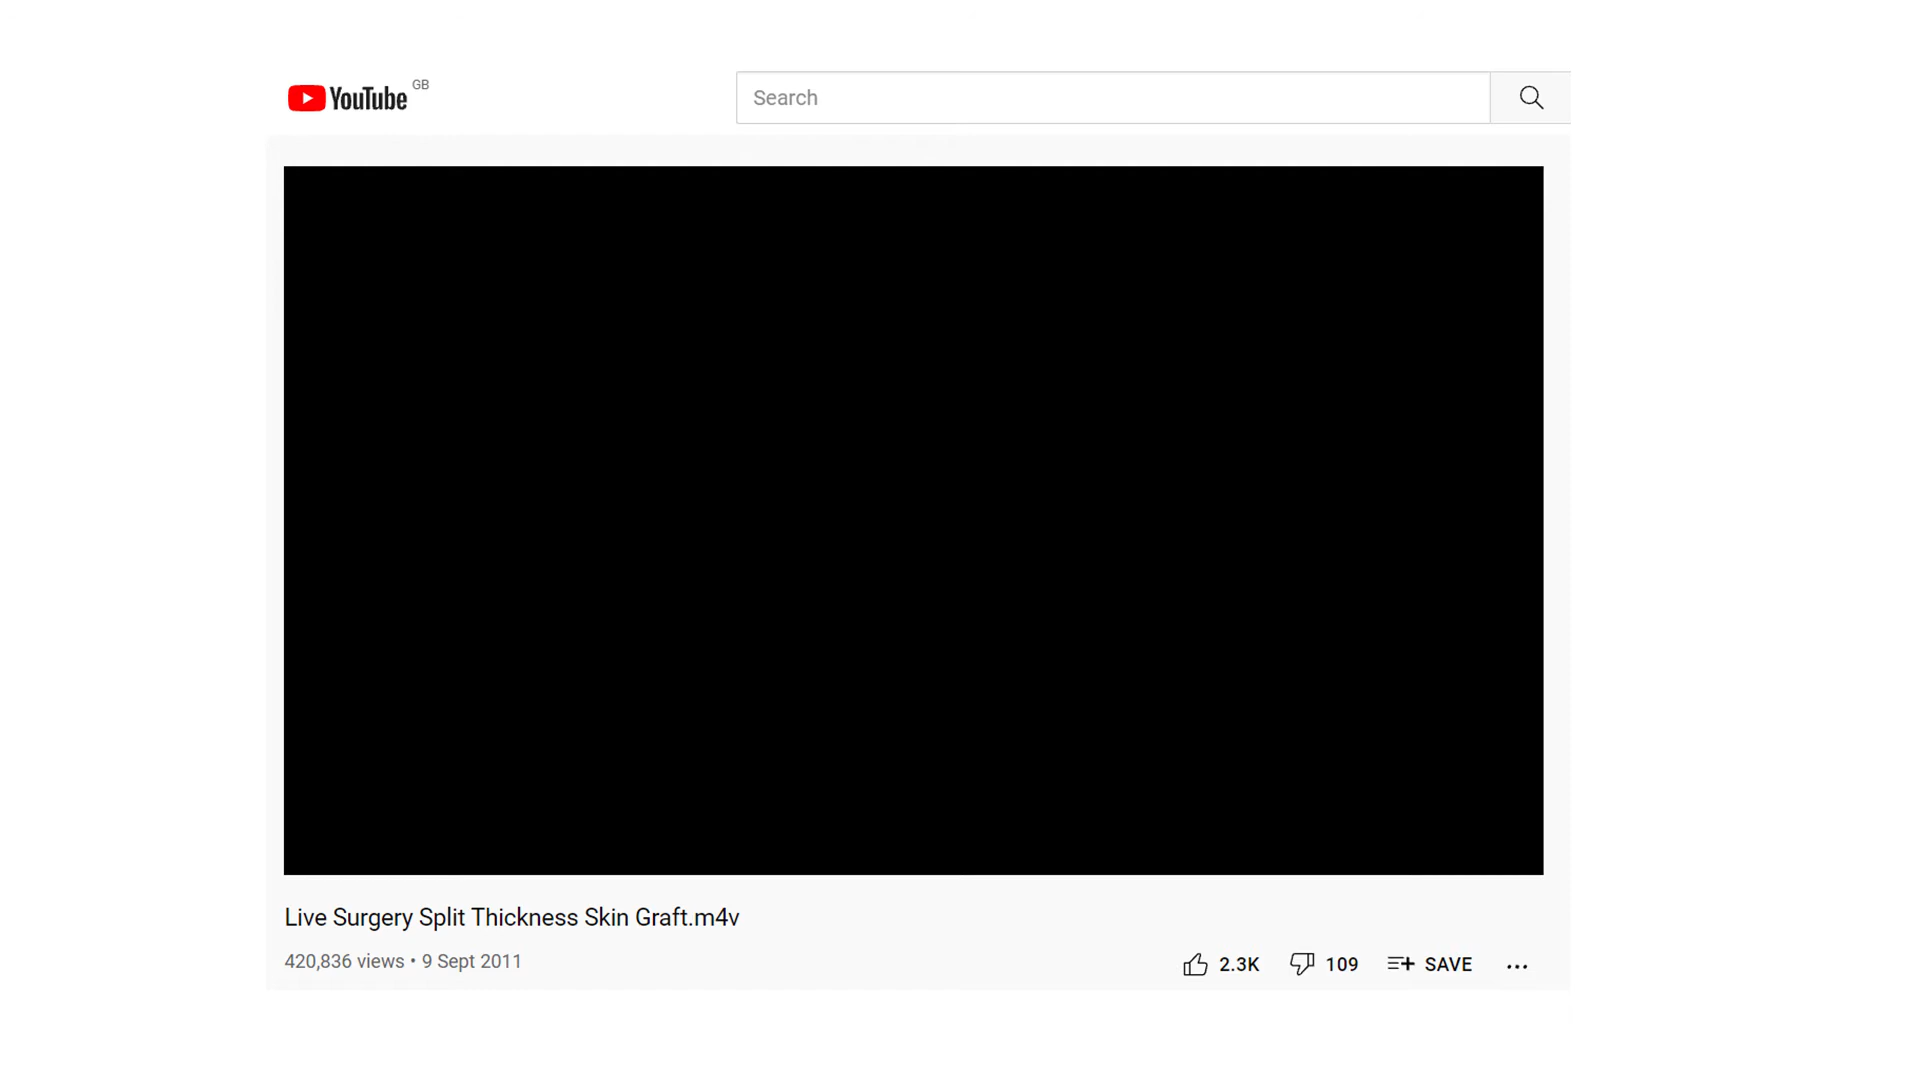 YouTube GB
Search
Live Surgery Split Thickness Skin Graft.m4v
420,836 views • 9 Sept 2011
2.3K 109 SAVE